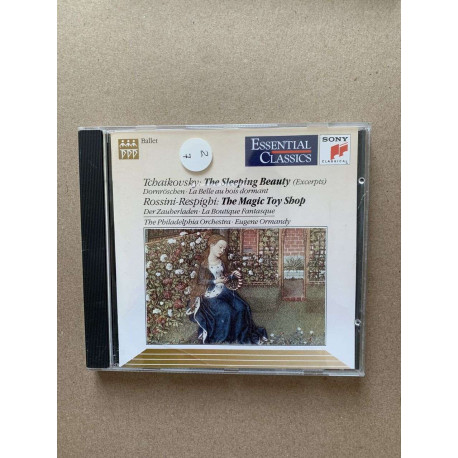 Ballet
ESSENTIAL
CLASSICS
SONY
CLASSICAL
Tchaikovsky: The Sleeping Beauty (Excerpts)
Dornröschen · La Belle au bois dormant
Rossini-Respighi: The Magic Toy Shop
Der Zauberladen · La Boutique Fantasque
The Philadelphia Orchestra · Eugene Ormandy